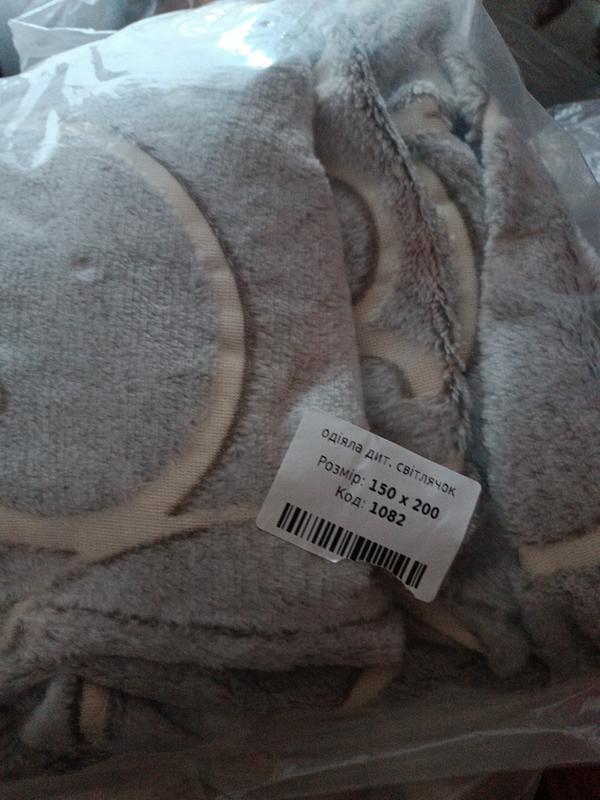 одіяла дит. світлячок
Розмір: 150 x 200
Код: 1082